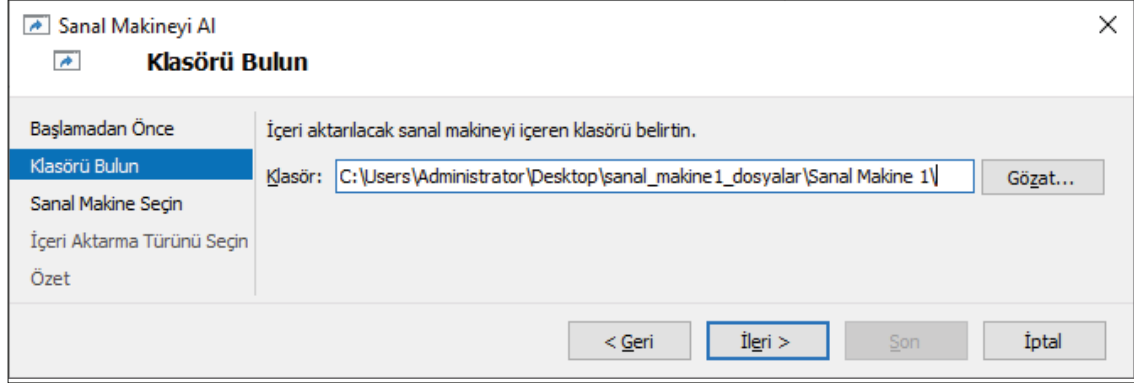 Sanal Makineyi Al
Klasörü Bulun
Başlamadan Önce
Klasörü Bulun
Sanal Makine Seçin
İçeri Aktarma Türünü Seçin
Özet
İçeri aktarılacak sanal makineyi içeren klasörü belirtin.
Klasör: C:\Users\Administrator\Desktop\sanal_makine1_dosyalar\Sanal Makine 1\ Gözat...
< Geri İleri > Son İptal